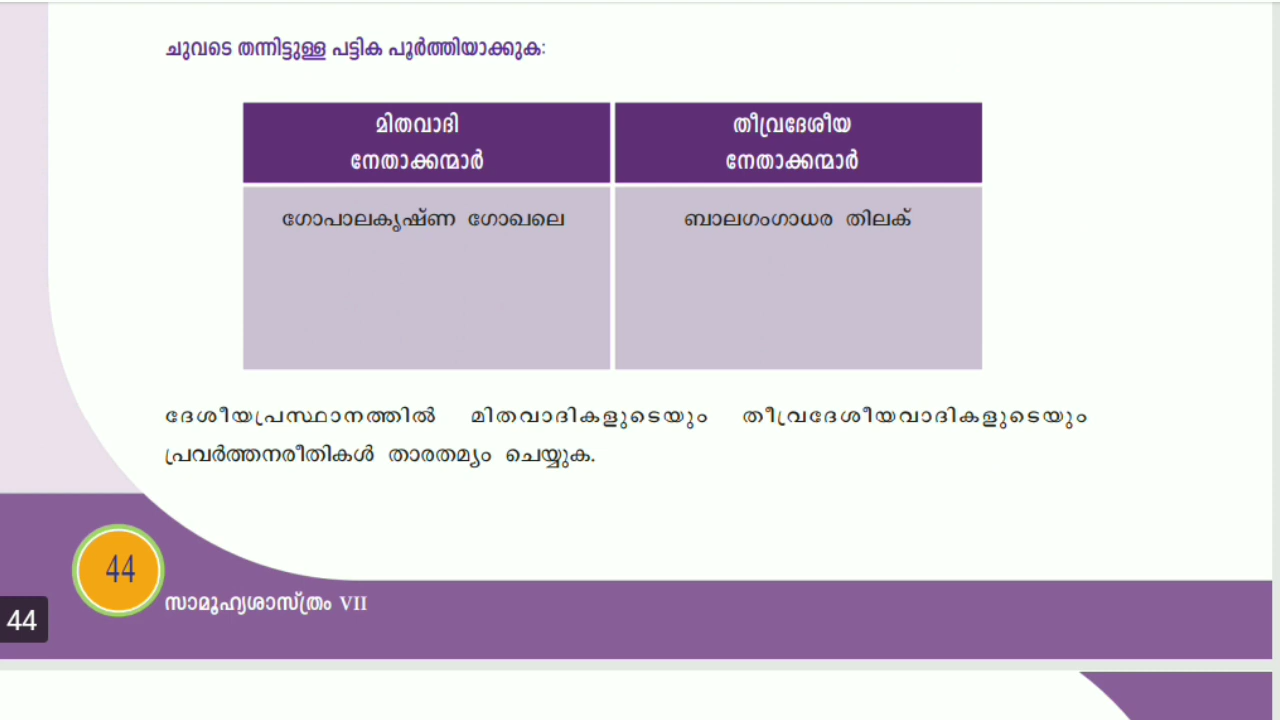 ചുവടെ തന്നിട്ടുള്ള പട്ടിക പൂർത്തിയാക്കുക:
മിതവാദി
നേതാക്കന്മാർ
തീവ്രദേശീയ
നേതാക്കന്മാർ
ഗോപാലകൃഷ്ണ ഗോഖലെ
ബാലഗംഗാധര തിലക്
ദേശീയപ്രസ്ഥാനത്തിൽ മിതവാദികളുടെയും തീവ്രദേശീയവാദികളുടെയും
പ്രവർത്തനരീതികൾ താരതമ്യം ചെയ്യുക.
44
സാമൂഹ്യശാസ്ത്രം VII
44